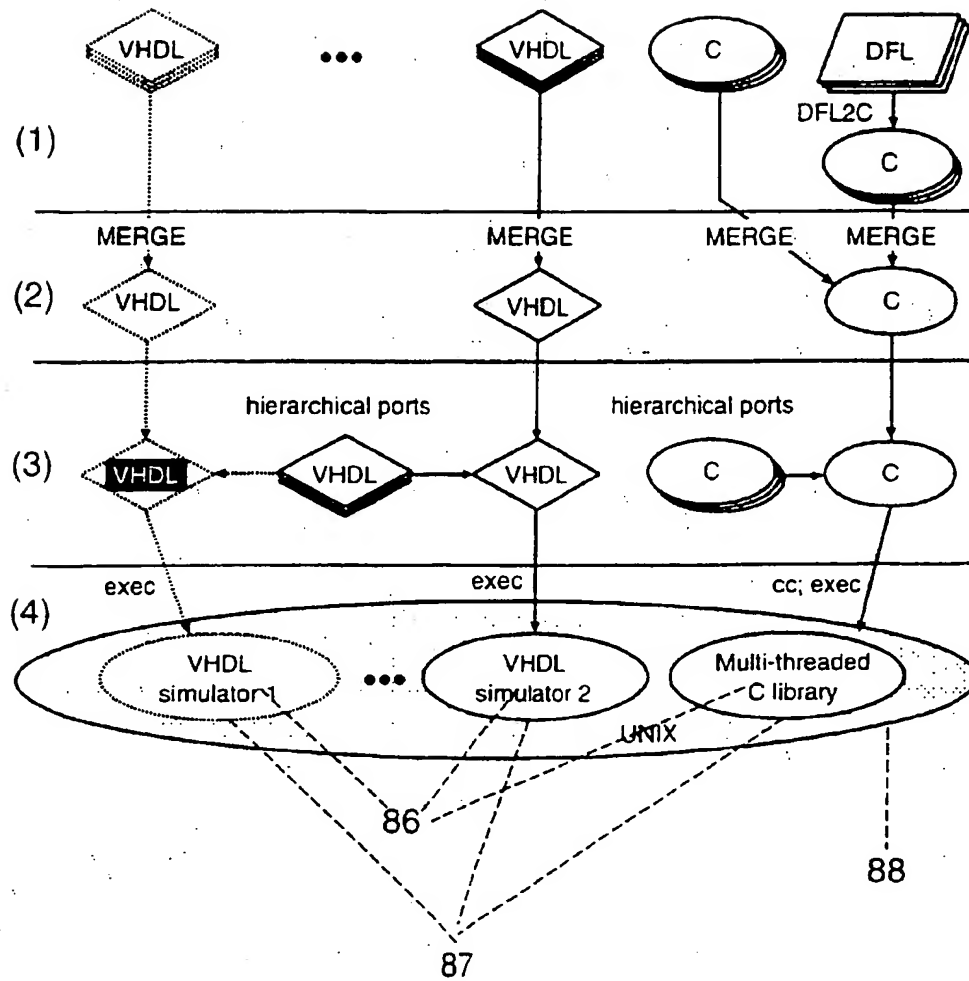 VHDL
VHDL
C
DFL
DFL2C
(1)
C
MERGE
MERGE
MERGE
MERGE
(2)
VHDL
VHDL
C
hierarchical ports
hierarchical ports
(3)
VHDL
VHDL
VHDL
C
C
exec
exec
cc; exec
(4)
VHDL
simulator 1
VHDL
simulator 2
Multi-threaded
C library
UNIX
86
88
87